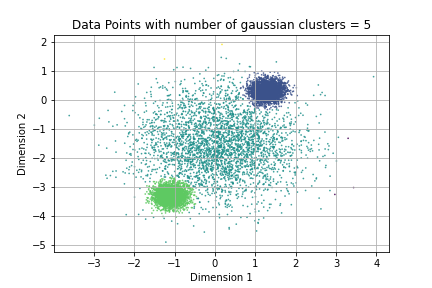 Data Points with number of gaussian clusters = 5
2
1
0
−1
−2
−3
−4
−5
Dimension 2
−3 −2 −1 0 1 2 3 4
Dimension 1